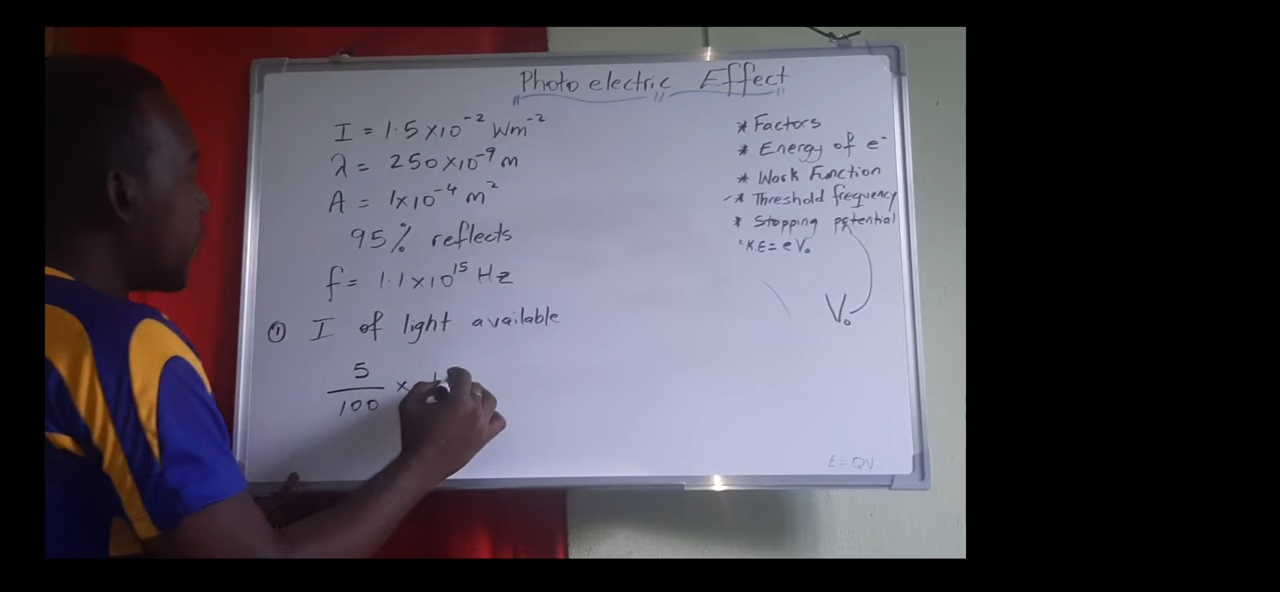 Photo electric Effect
I = 1.5×10⁻² Wm⁻²
λ = 250×10⁻⁹ m
A = 1×10⁻⁴ m²
95% reflects
f = 1.1×10¹⁵ Hz
① I of light available
5/100 ×
* Factors
* Energy of e⁻
* Work Function
* Threshold frequency
* Stopping potential
K.E = eV₀
V₀
E = QV